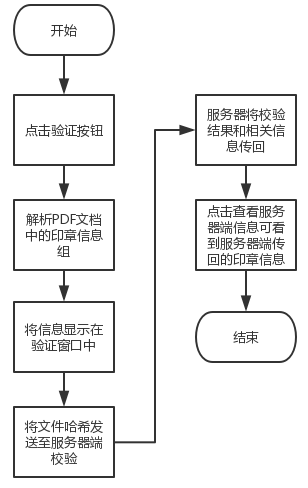 开始
点击验证按钮
解析PDF文档
中的印章信息
组
将信息显示在
验证窗口中
将文件哈希发
送至服务器端
校验
服务器将校验
结果和相关信
息传回
点击查看服务
器端信息可看
到服务器端传
回的印章信息
结束